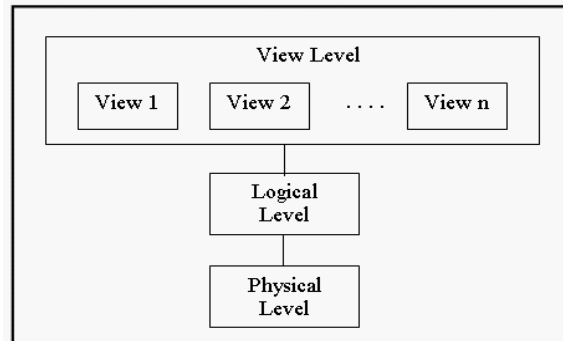 View Level
View 1 View 2 . . . . View n
Logical
Level
Physical
Level